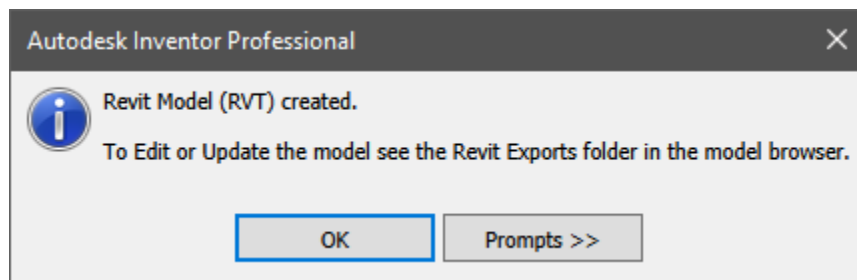 Autodesk Inventor Professional
Revit Model (RVT) created.
To Edit or Update the model see the Revit Exports folder in the model browser.
OK
Prompts >>